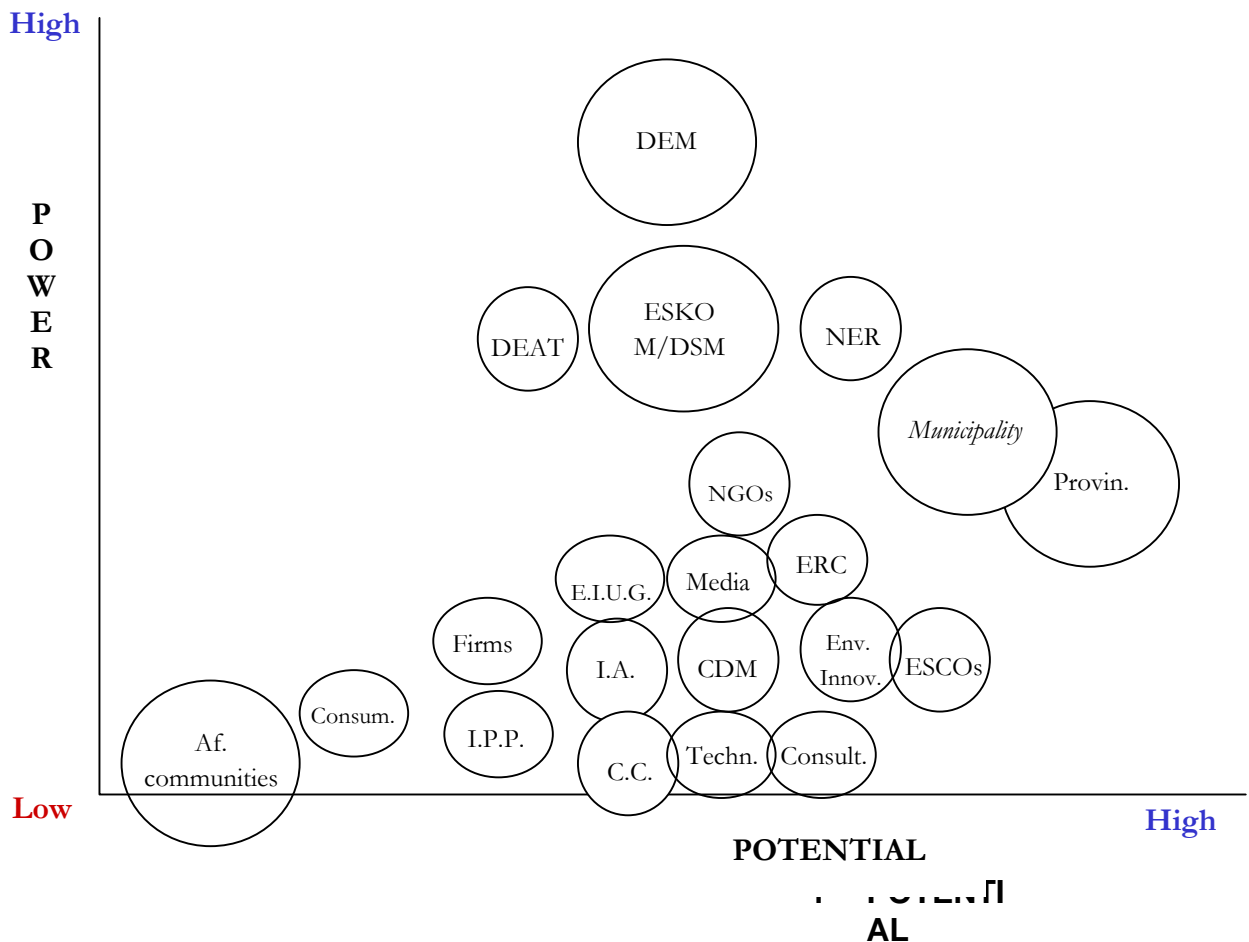 High
DEM
P
O
W
E
R
ESKO
M/DSM
DEAT
NER
Municipality
Provin.
NGOs
ERC
Media
E.I.U.G.
Firms
Env.
Innov.
I.A.
CDM
ESCOs
Consum.
Af.
communities
I.P.P.
C.C.
Techn.
Consult.
Low
High
POTENTIAL
POTENTI
AL